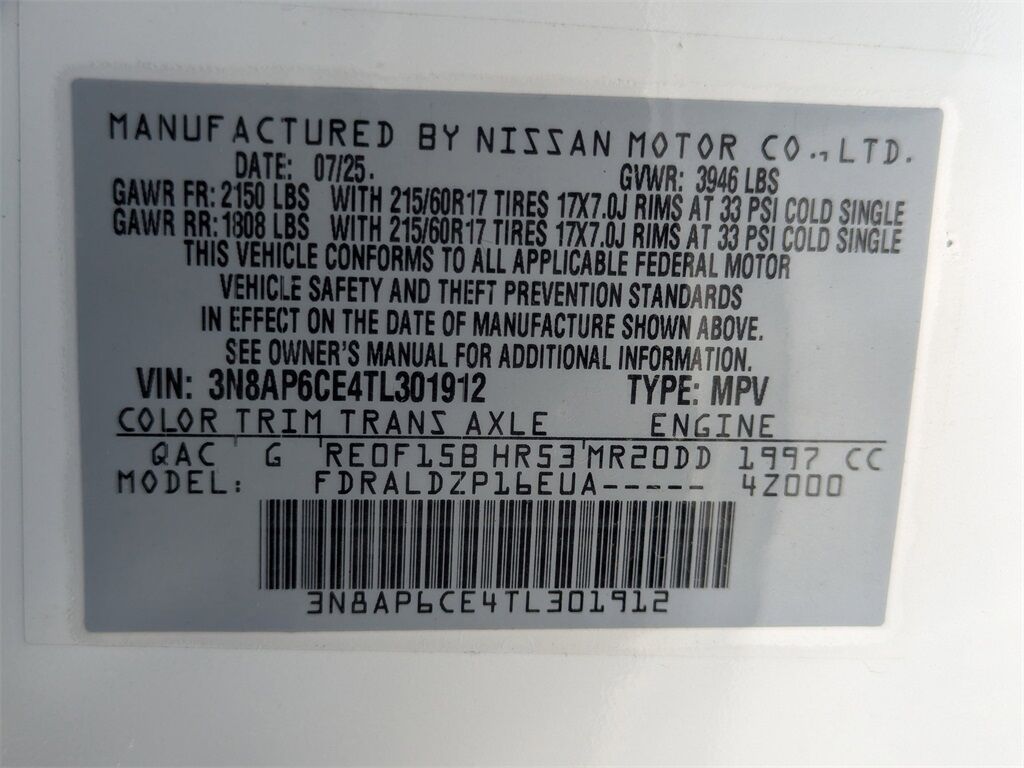 MANUFACTURED BY NISSAN MOTOR CO.,LTD.
DATE: 07/25. GVWR: 3946 LBS
GAWR FR: 2150 LBS WITH 215/60R17 TIRES 17X7.0J RIMS AT 33 PSI COLD SINGLE
GAWR RR: 1808 LBS WITH 215/60R17 TIRES 17X7.0J RIMS AT 33 PSI COLD SINGLE
THIS VEHICLE CONFORMS TO ALL APPLICABLE FEDERAL MOTOR
VEHICLE SAFETY AND THEFT PREVENTION STANDARDS
IN EFFECT ON THE DATE OF MANUFACTURE SHOWN ABOVE.
SEE OWNER'S MANUAL FOR ADDITIONAL INFORMATION.
VIN: 3N8AP6CE4TL301912 TYPE: MPV
COLOR TRIM TRANS AXLE ENGINE
QAC G RE0F15B HR53 MR20DD 1997 CC
MODEL: FDRALDZP16EUA----- 4Z000
3N8AP6CE4TL301912